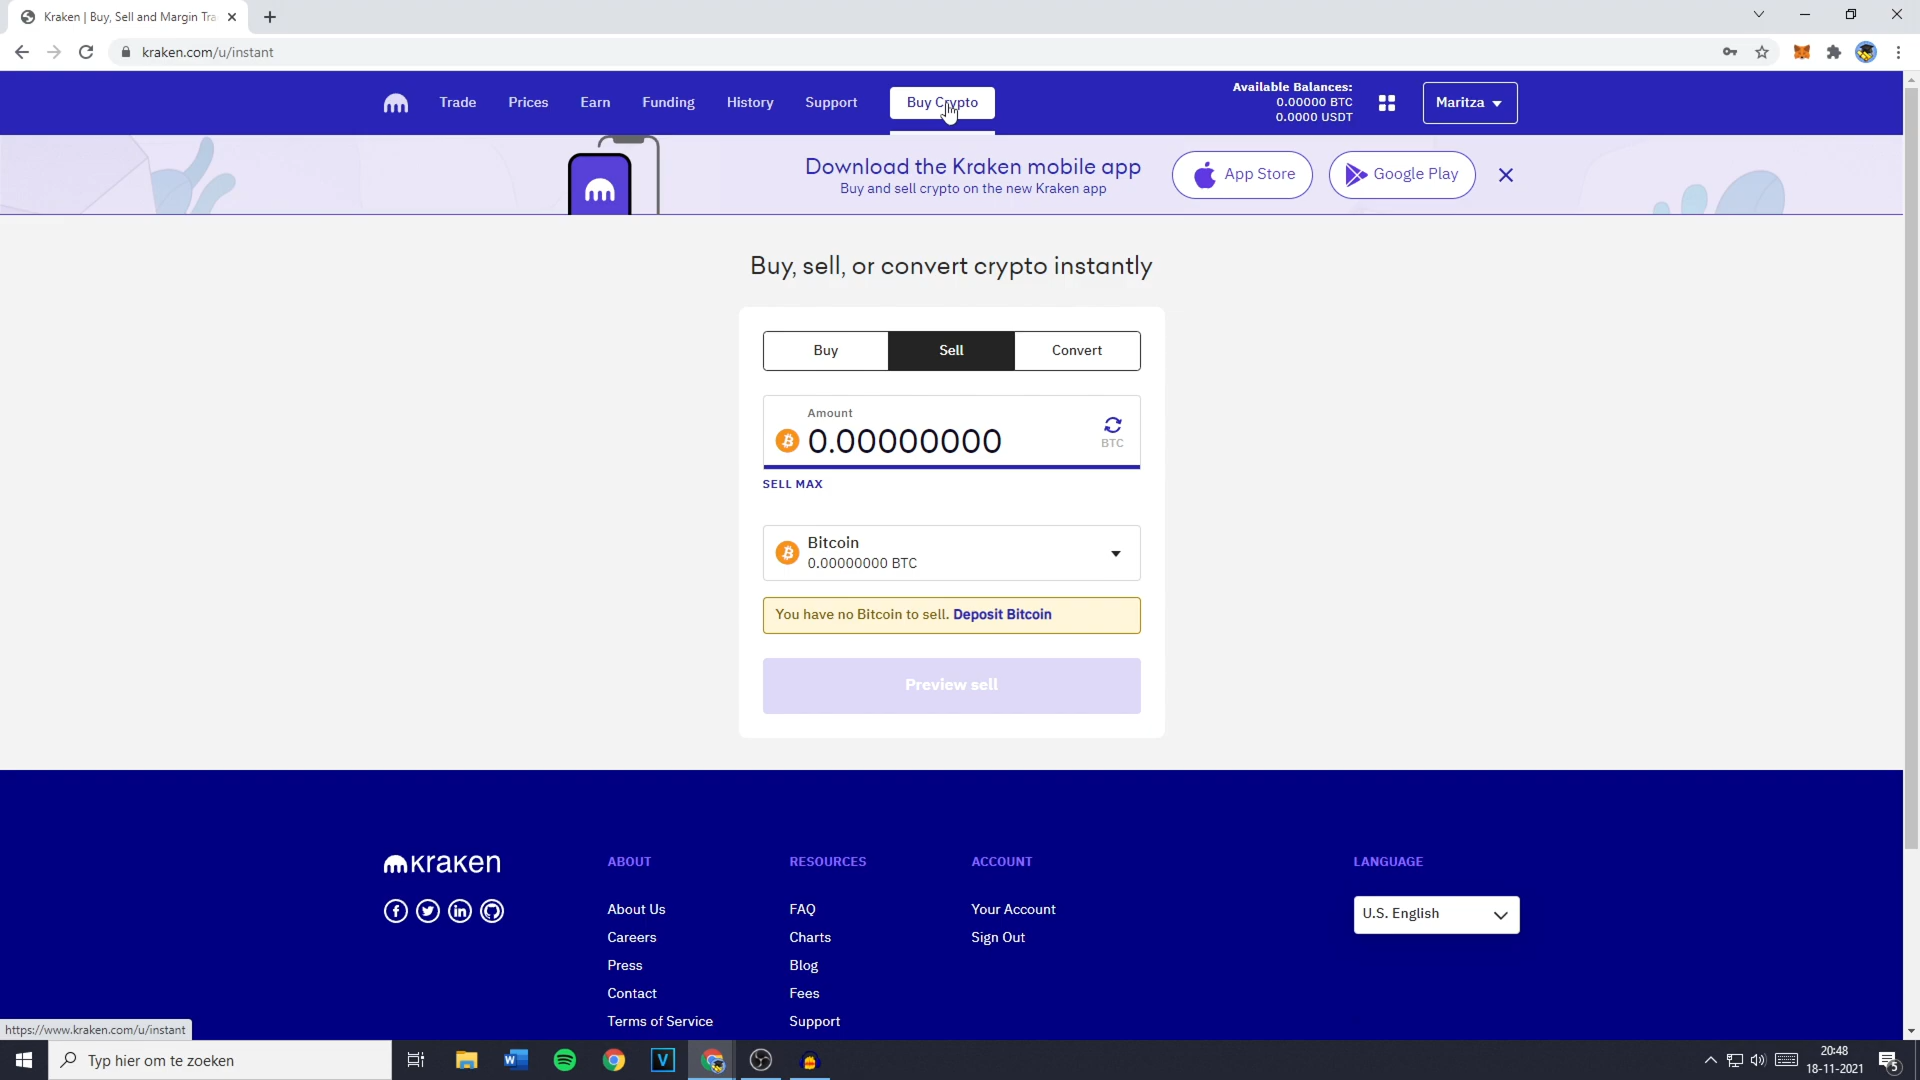 Kraken | Buy, Sell and Margin Tra
kraken.com/u/instant
Trade
Prices
Earn
Funding
History
Support
Buy Crypto
Available Balances:
0.00000 BTC
0.0000 USDT
Maritza
Download the Kraken mobile app
Buy and sell crypto on the new Kraken app
App Store
Google Play
Buy, sell, or convert crypto instantly
Buy
Sell
Convert
Amount
0.00000000
BTC
SELL MAX
Bitcoin
0.00000000 BTC
You have no Bitcoin to sell. Deposit Bitcoin
Preview sell
kraken
ABOUT
About Us
Careers
Press
Contact
Terms of Service
RESOURCES
FAQ
Charts
Blog
Fees
Support
ACCOUNT
Your Account
Sign Out
LANGUAGE
U.S. English
https://www.kraken.com/u/instant
Typ hier om te zoeken
20:48
18-11-2021
5